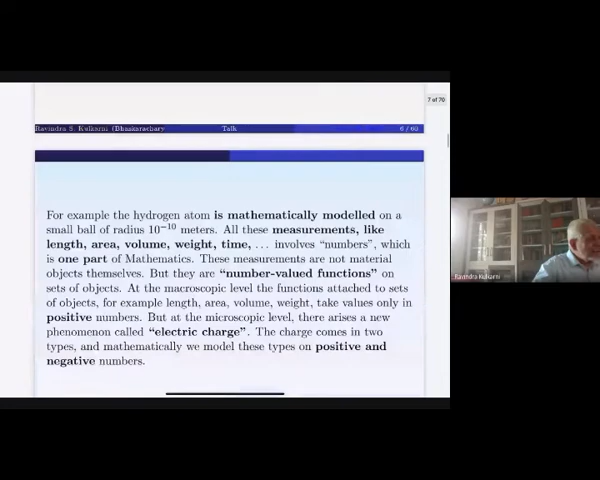 7 of 70
Ravindra S. Kulkarni (Bhaskarachary Talk 6 / 60
For example the hydrogen atom is mathematically modelled on a
small ball of radius 10⁻¹⁰ meters. All these measurements, like
length, area, volume, weight, time, ... involves "numbers", which
is one part of Mathematics. These measurements are not material
objects themselves. But they are "number-valued functions" on
sets of objects. At the macroscopic level the functions attached to sets
of objects, for example length, area, volume, weight, take values only in
positive numbers. But at the microscopic level, there arises a new
phenomenon called "electric charge". The charge comes in two
types, and mathematically we model these types on positive and
negative numbers.
Ravindra Kulkarni